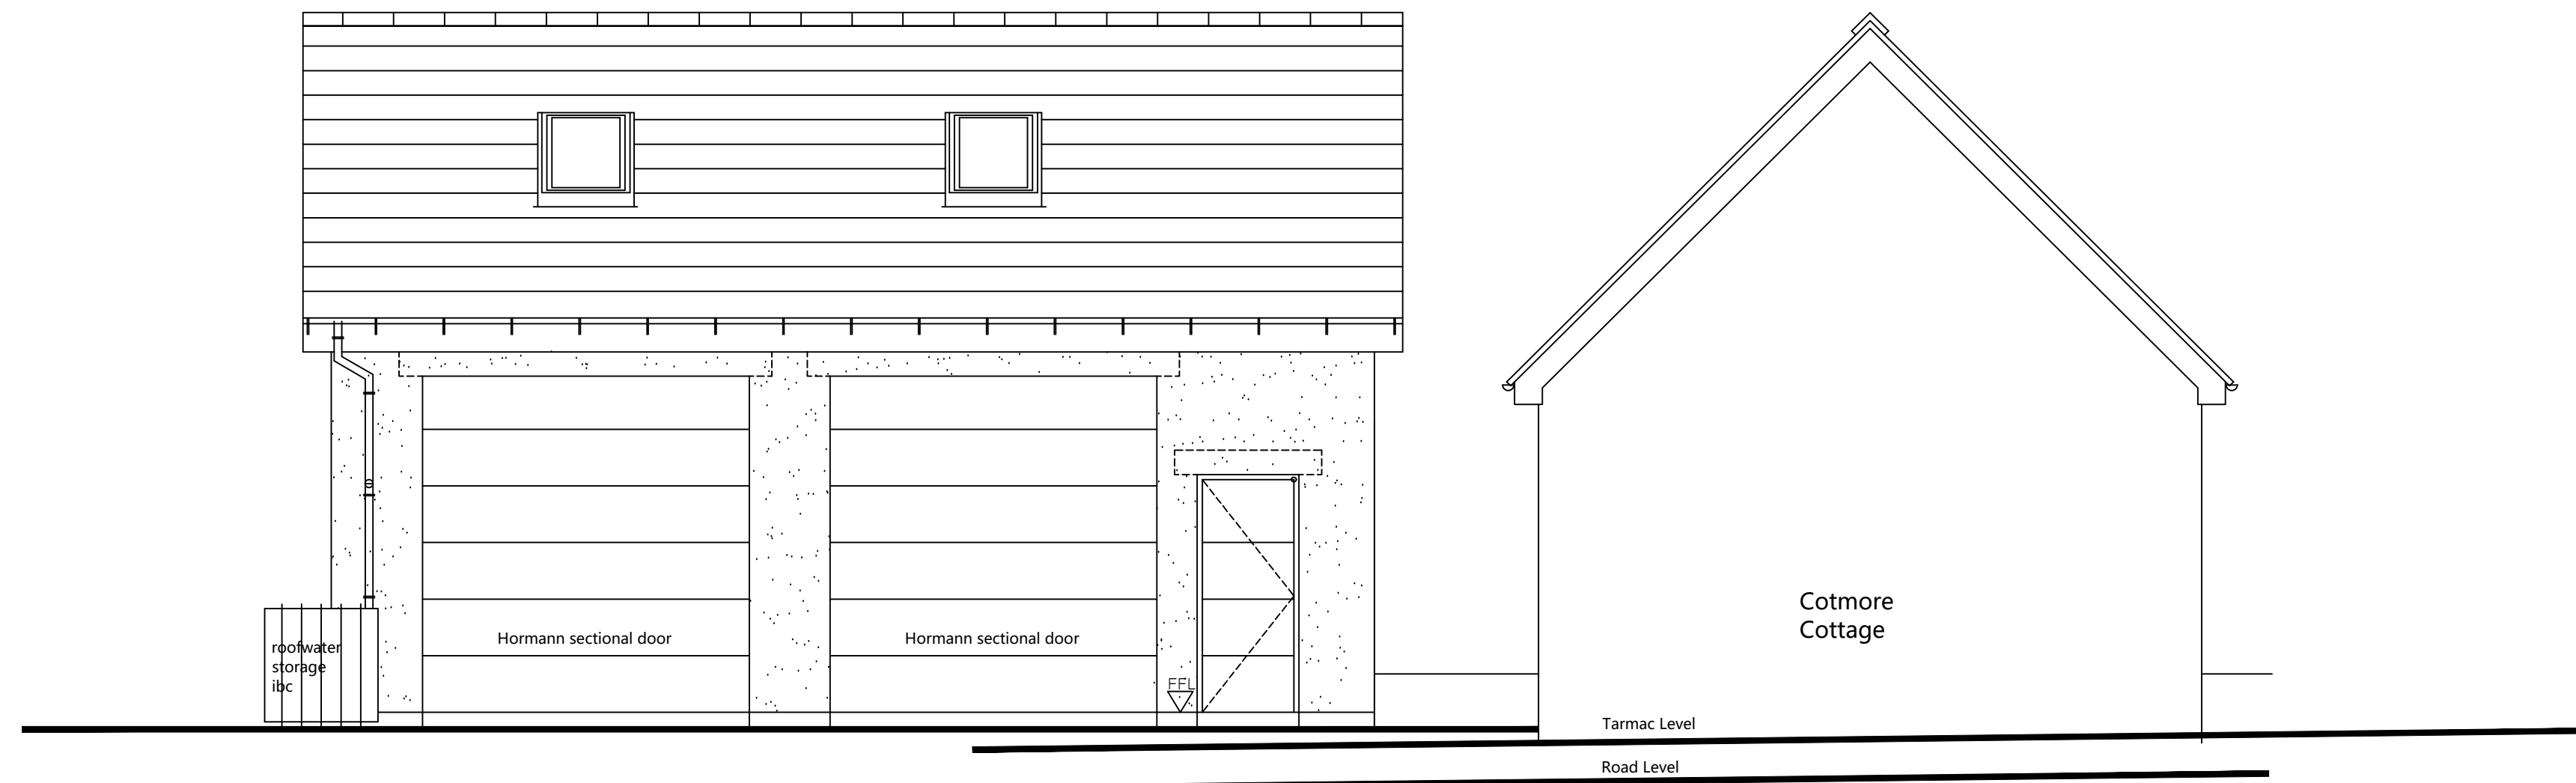 roofwater
storage
ibc
Hormann sectional door
Hormann sectional door
FFL
Cotmore
Cottage
Tarmac Level
Road Level